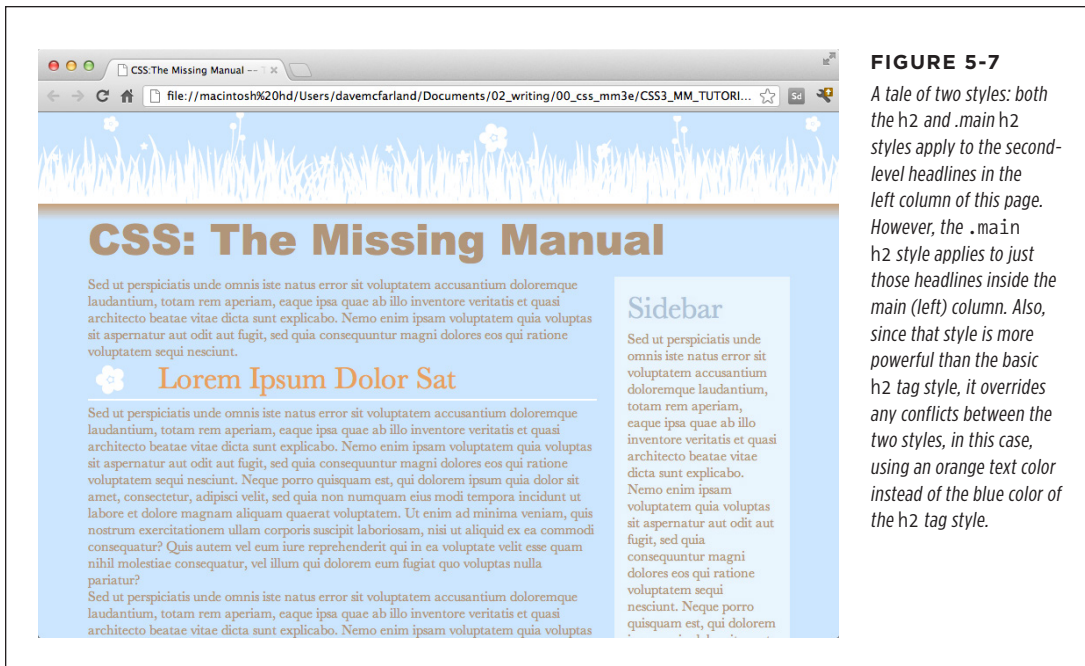 CSS:The Missing Manual --
file://macintosh%20hd/Users/davemcfarland/Documents/02_writing/00_css_mm3e/CSS3_MM_TUTORI...
Sd
CSS: The Missing Manual
Sed ut perspiciatis unde omnis iste natus error sit voluptatem accusantium doloremque
laudantium, totam rem aperiam, eaque ipsa quae ab illo inventore veritatis et quasi
architecto beatae vitae dicta sunt explicabo. Nemo enim ipsam voluptatem quia voluptas
sit aspernatur aut odit aut fugit, sed quia consequuntur magni dolores eos qui ratione
voluptatem sequi nesciunt.
Lorem Ipsum Dolor Sat
Sed ut perspiciatis unde omnis iste natus error sit voluptatem accusantium doloremque
laudantium, totam rem aperiam, eaque ipsa quae ab illo inventore veritatis et quasi
architecto beatae vitae dicta sunt explicabo. Nemo enim ipsam voluptatem quia voluptas
sit aspernatur aut odit aut fugit, sed quia consequuntur magni dolores eos qui ratione
voluptatem sequi nesciunt. Neque porro quisquam est, qui dolorem ipsum quia dolor sit
amet, consectetur, adipisci velit, sed quia non numquam eius modi tempora incidunt ut
labore et dolore magnam aliquam quaerat voluptatem. Ut enim ad minima veniam, quis
nostrum exercitationem ullam corporis suscipit laboriosam, nisi ut aliquid ex ea commodi
consequatur? Quis autem vel eum iure reprehenderit qui in ea voluptate velit esse quam
nihil molestiae consequatur, vel illum qui dolorem eum fugiat quo voluptas nulla
pariatur?
Sed ut perspiciatis unde omnis iste natus error sit voluptatem accusantium doloremque
laudantium, totam rem aperiam, eaque ipsa quae ab illo inventore veritatis et quasi
architecto beatae vitae dicta sunt explicabo. Nemo enim ipsam voluptatem quia voluptas
Sidebar
Sed ut perspiciatis unde
omnis iste natus error sit
voluptatem accusantium
doloremque laudantium,
totam rem aperiam,
eaque ipsa quae ab illo
inventore veritatis et quasi
architecto beatae vitae
dicta sunt explicabo.
Nemo enim ipsam
voluptatem quia voluptas
sit aspernatur aut odit aut
fugit, sed quia
consequuntur magni
dolores eos qui ratione
voluptatem sequi
nesciunt. Neque porro
quisquam est, qui dolorem
FIGURE 5-7
A tale of two styles: both
the h2 and .main h2
styles apply to the second-
level headlines in the
left column of this page.
However, the .main
h2 style applies to just
those headlines inside the
main (left) column. Also,
since that style is more
powerful than the basic
h2 tag style, it overrides
any conflicts between the
two styles, in this case,
using an orange text color
instead of the blue color of
the h2 tag style.